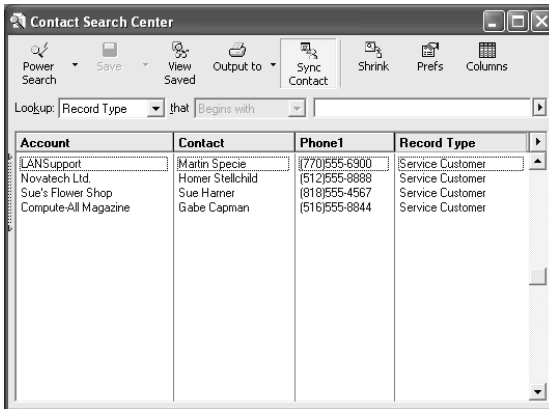 Contact Search Center
Power Search Save View Saved Output to Sync Contact Shrink Prefs Columns
Lookup: Record Type that Begins with
Account Contact Phone1 Record Type
LANSupport Martin Specie (770)555-6900 Service Customer
Novatech Ltd. Homer Stellchild (512)555-8888 Service Customer
Sue's Flower Shop Sue Harner (818)555-4567 Service Customer
Compute-All Magazine Gabe Capman (516)555-8844 Service Customer